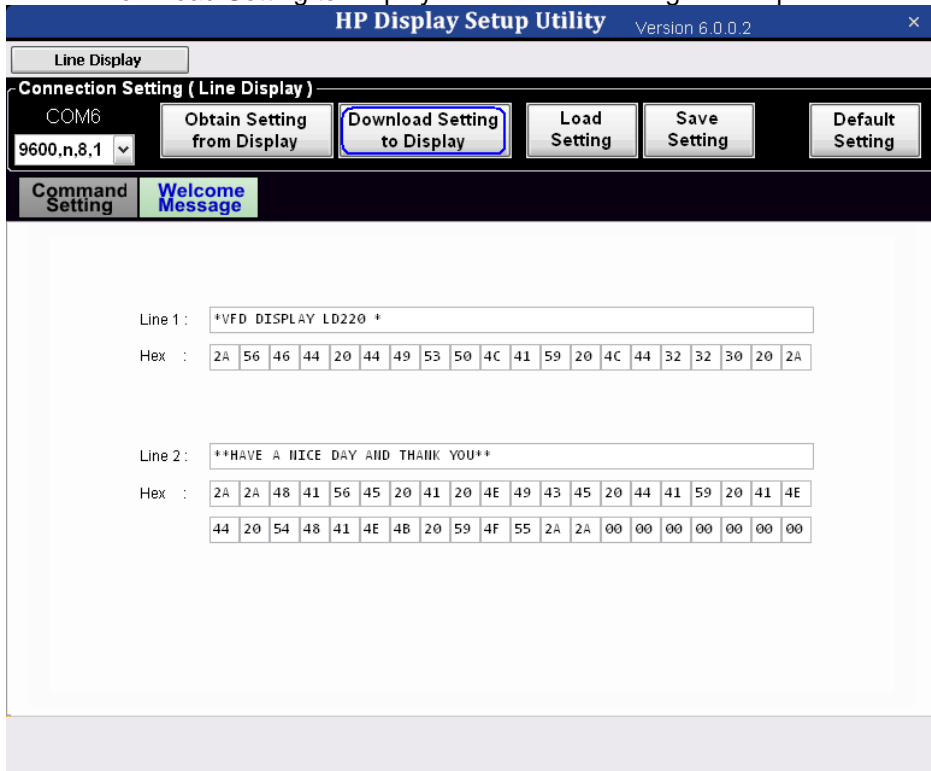 HP Display Setup Utility Version 6.0.0.2 ×
Line Display
Connection Setting ( Line Display )
COM6
9600,n,8,1
Obtain Setting
from Display
Download Setting
to Display
Load
Setting
Save
Setting
Default
Setting
Command
Setting
Welcome
Message
Line 1 : *VFD DISPLAY LD220 *
Hex : 2A 56 46 44 20 44 49 53 50 4C 41 59 20 4C 44 32 32 30 20 2A
Line 2 : **HAVE A NICE DAY AND THANK YOU**
Hex : 2A 2A 48 41 56 45 20 41 20 4E 49 43 45 20 44 41 59 20 41 4E
44 20 54 48 41 4E 4B 20 59 4F 55 2A 2A 00 00 00 00 00 00 00